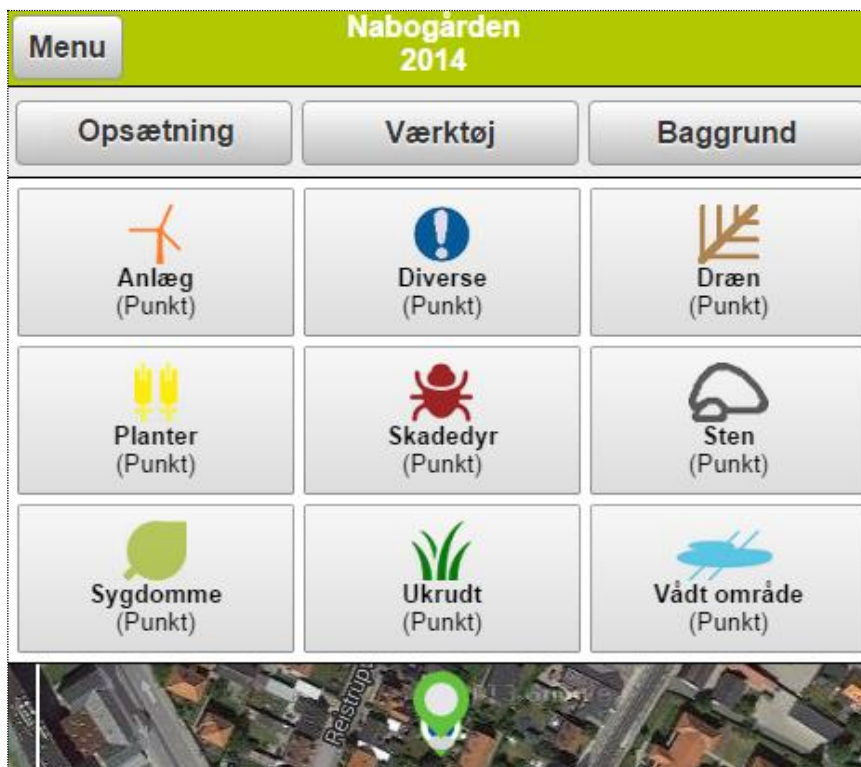 Menu
Nabogården
2014
Opsætning
Værktøj
Baggrund
Anlæg
(Punkt)
Diverse
(Punkt)
Dræn
(Punkt)
Planter
(Punkt)
Skadedyr
(Punkt)
Sten
(Punkt)
Sygdomme
(Punkt)
Ukrudt
(Punkt)
Vådt område
(Punkt)